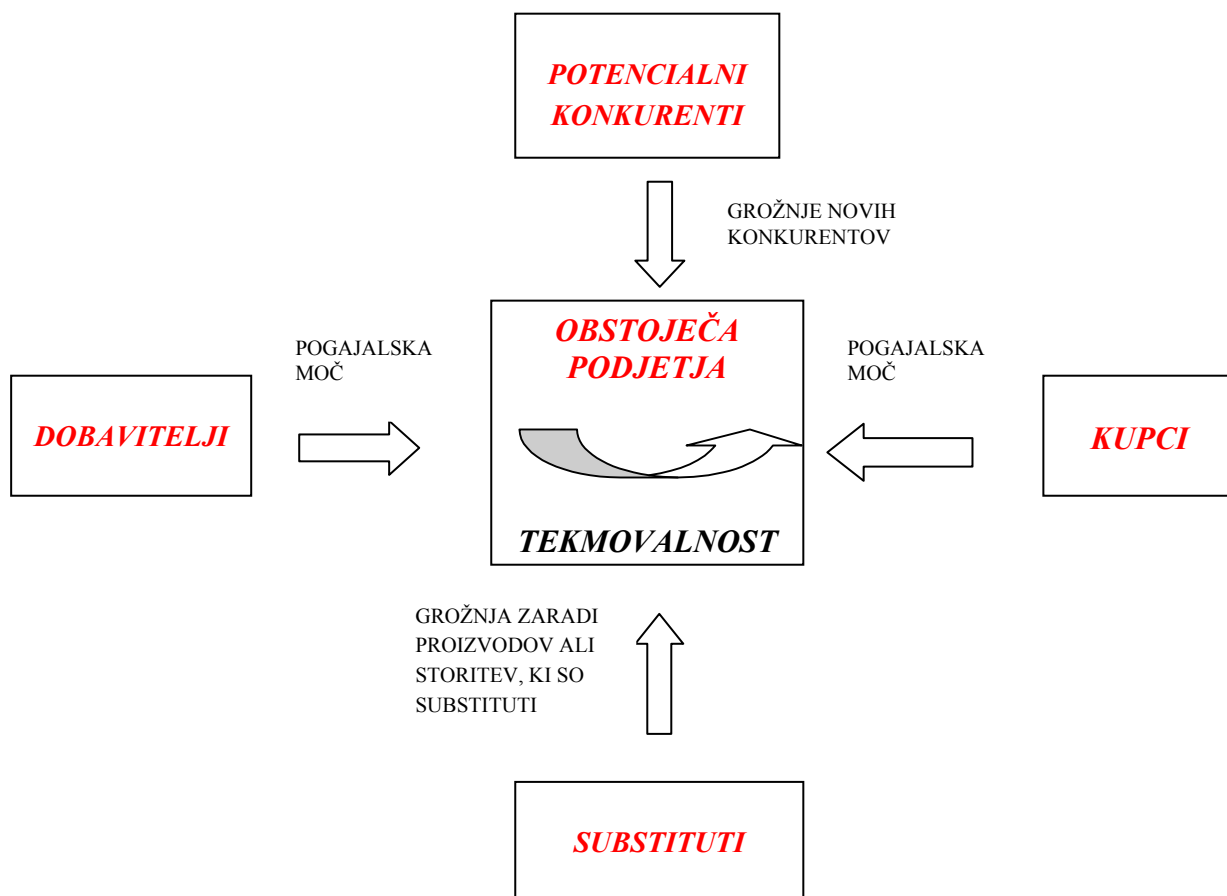 POTENCIALNI
KONKURENTI
GROŽNJE NOVIH
KONKURENTOV
OBSTOJEČA
PODJETJA
POGAJALSKA
MOČ
POGAJALSKA
MOČ
DOBAVITELJI
KUPCI
TEKMOVALNOST
GROŽNJA ZARADI
PROIZVODOV ALI
STORITEV, KI SO
SUBSTITUTI
SUBSTITUTI